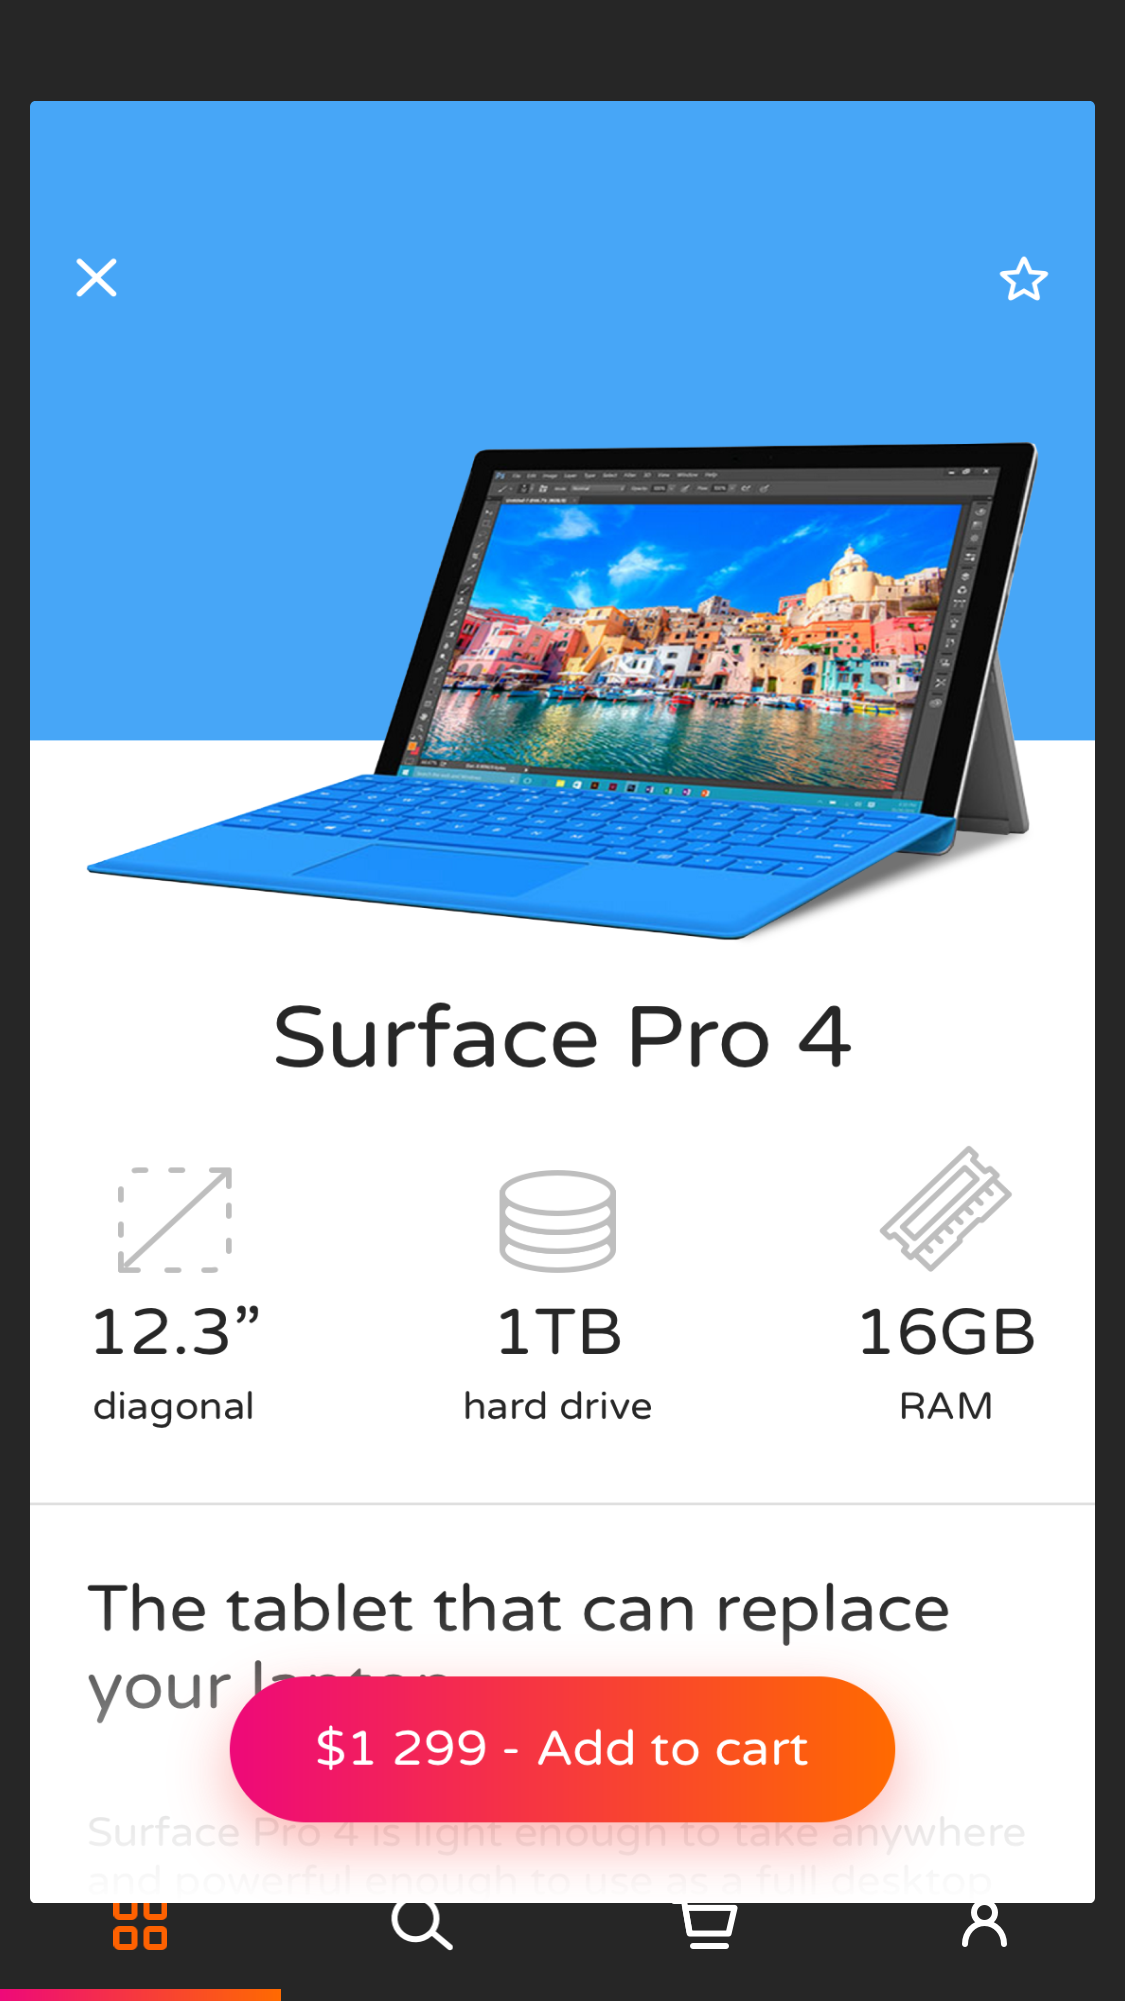 Surface Pro 4
12.3”
1TB
16GB
diagonal
hard drive
RAM
The tablet that can replace
your laptop
$1 299 - Add to cart
Surface Pro 4 is light enough to take anywhere
and powerful enough to use as a full desktop